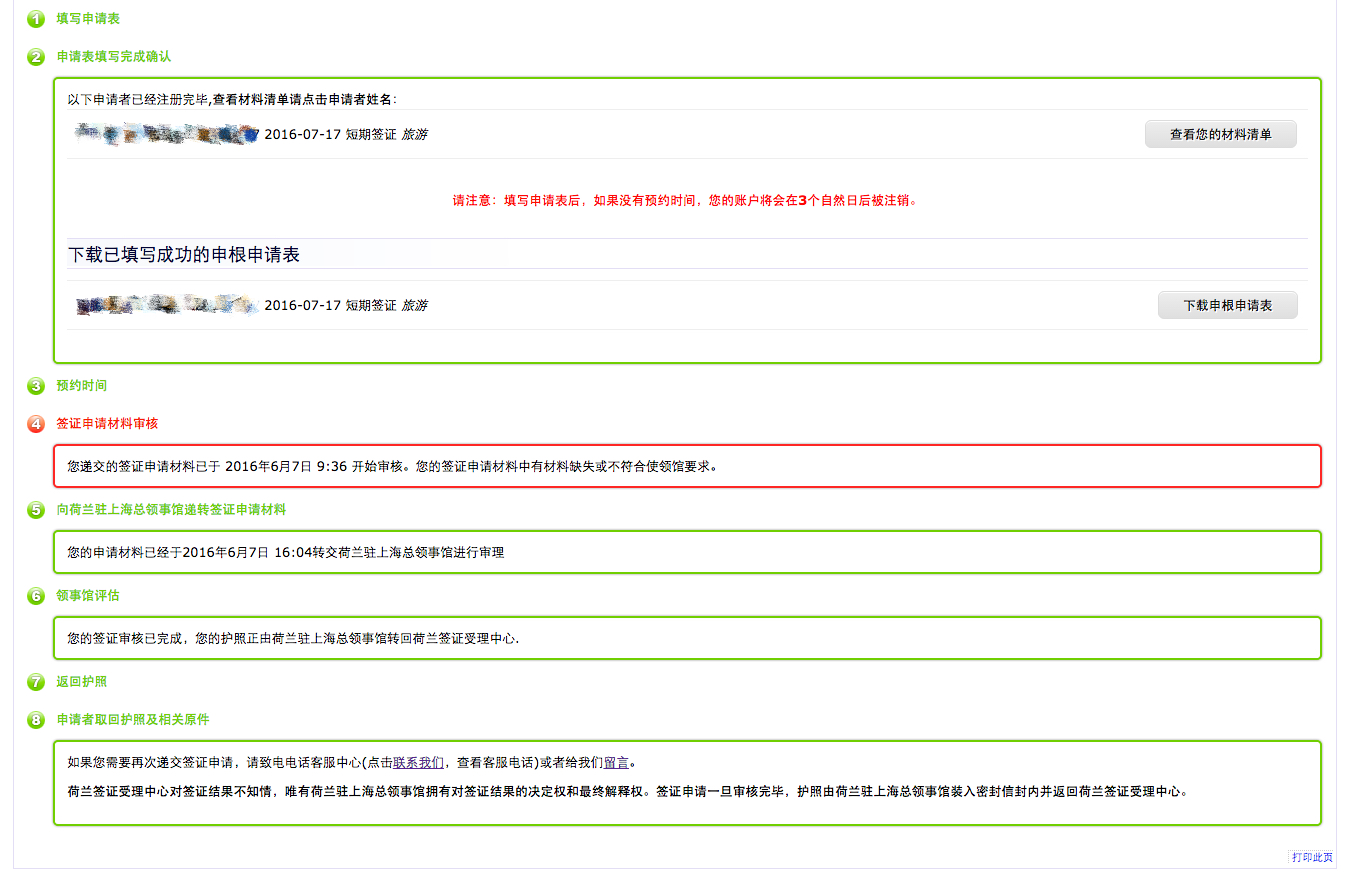 1 填写申请表
2 申请表填写完成确认
以下申请者已经注册完毕,查看材料清单请点击申请者姓名:
7 2016-07-17 短期签证 旅游 查看您的材料清单
请注意：填写申请表后，如果没有预约时间，您的账户将会在3个自然日后被注销。
下载已填写成功的申根申请表
2016-07-17 短期签证 旅游 下载申根申请表
3 预约时间
4 签证申请材料审核
您递交的签证申请材料已于 2016年6月7日 9:36 开始审核。您的签证申请材料中有材料缺失或不符合使领馆要求。
5 向荷兰驻上海总领事馆递转签证申请材料
您的申请材料已经于2016年6月7日 16:04转交荷兰驻上海总领事馆进行审理
6 领事馆评估
您的签证审核已完成，您的护照正由荷兰驻上海总领事馆转回荷兰签证受理中心.
7 返回护照
8 申请者取回护照及相关原件
如果您需要再次递交签证申请，请致电电话客服中心(点击联系我们，查看客服电话)或者给我们留言。
荷兰签证受理中心对签证结果不知情，唯有荷兰驻上海总领事馆拥有对签证结果的决定权和最终解释权。签证申请一旦审核完毕，护照由荷兰驻上海总领事馆装入密封信封内并返回荷兰签证受理中心。
打印此页